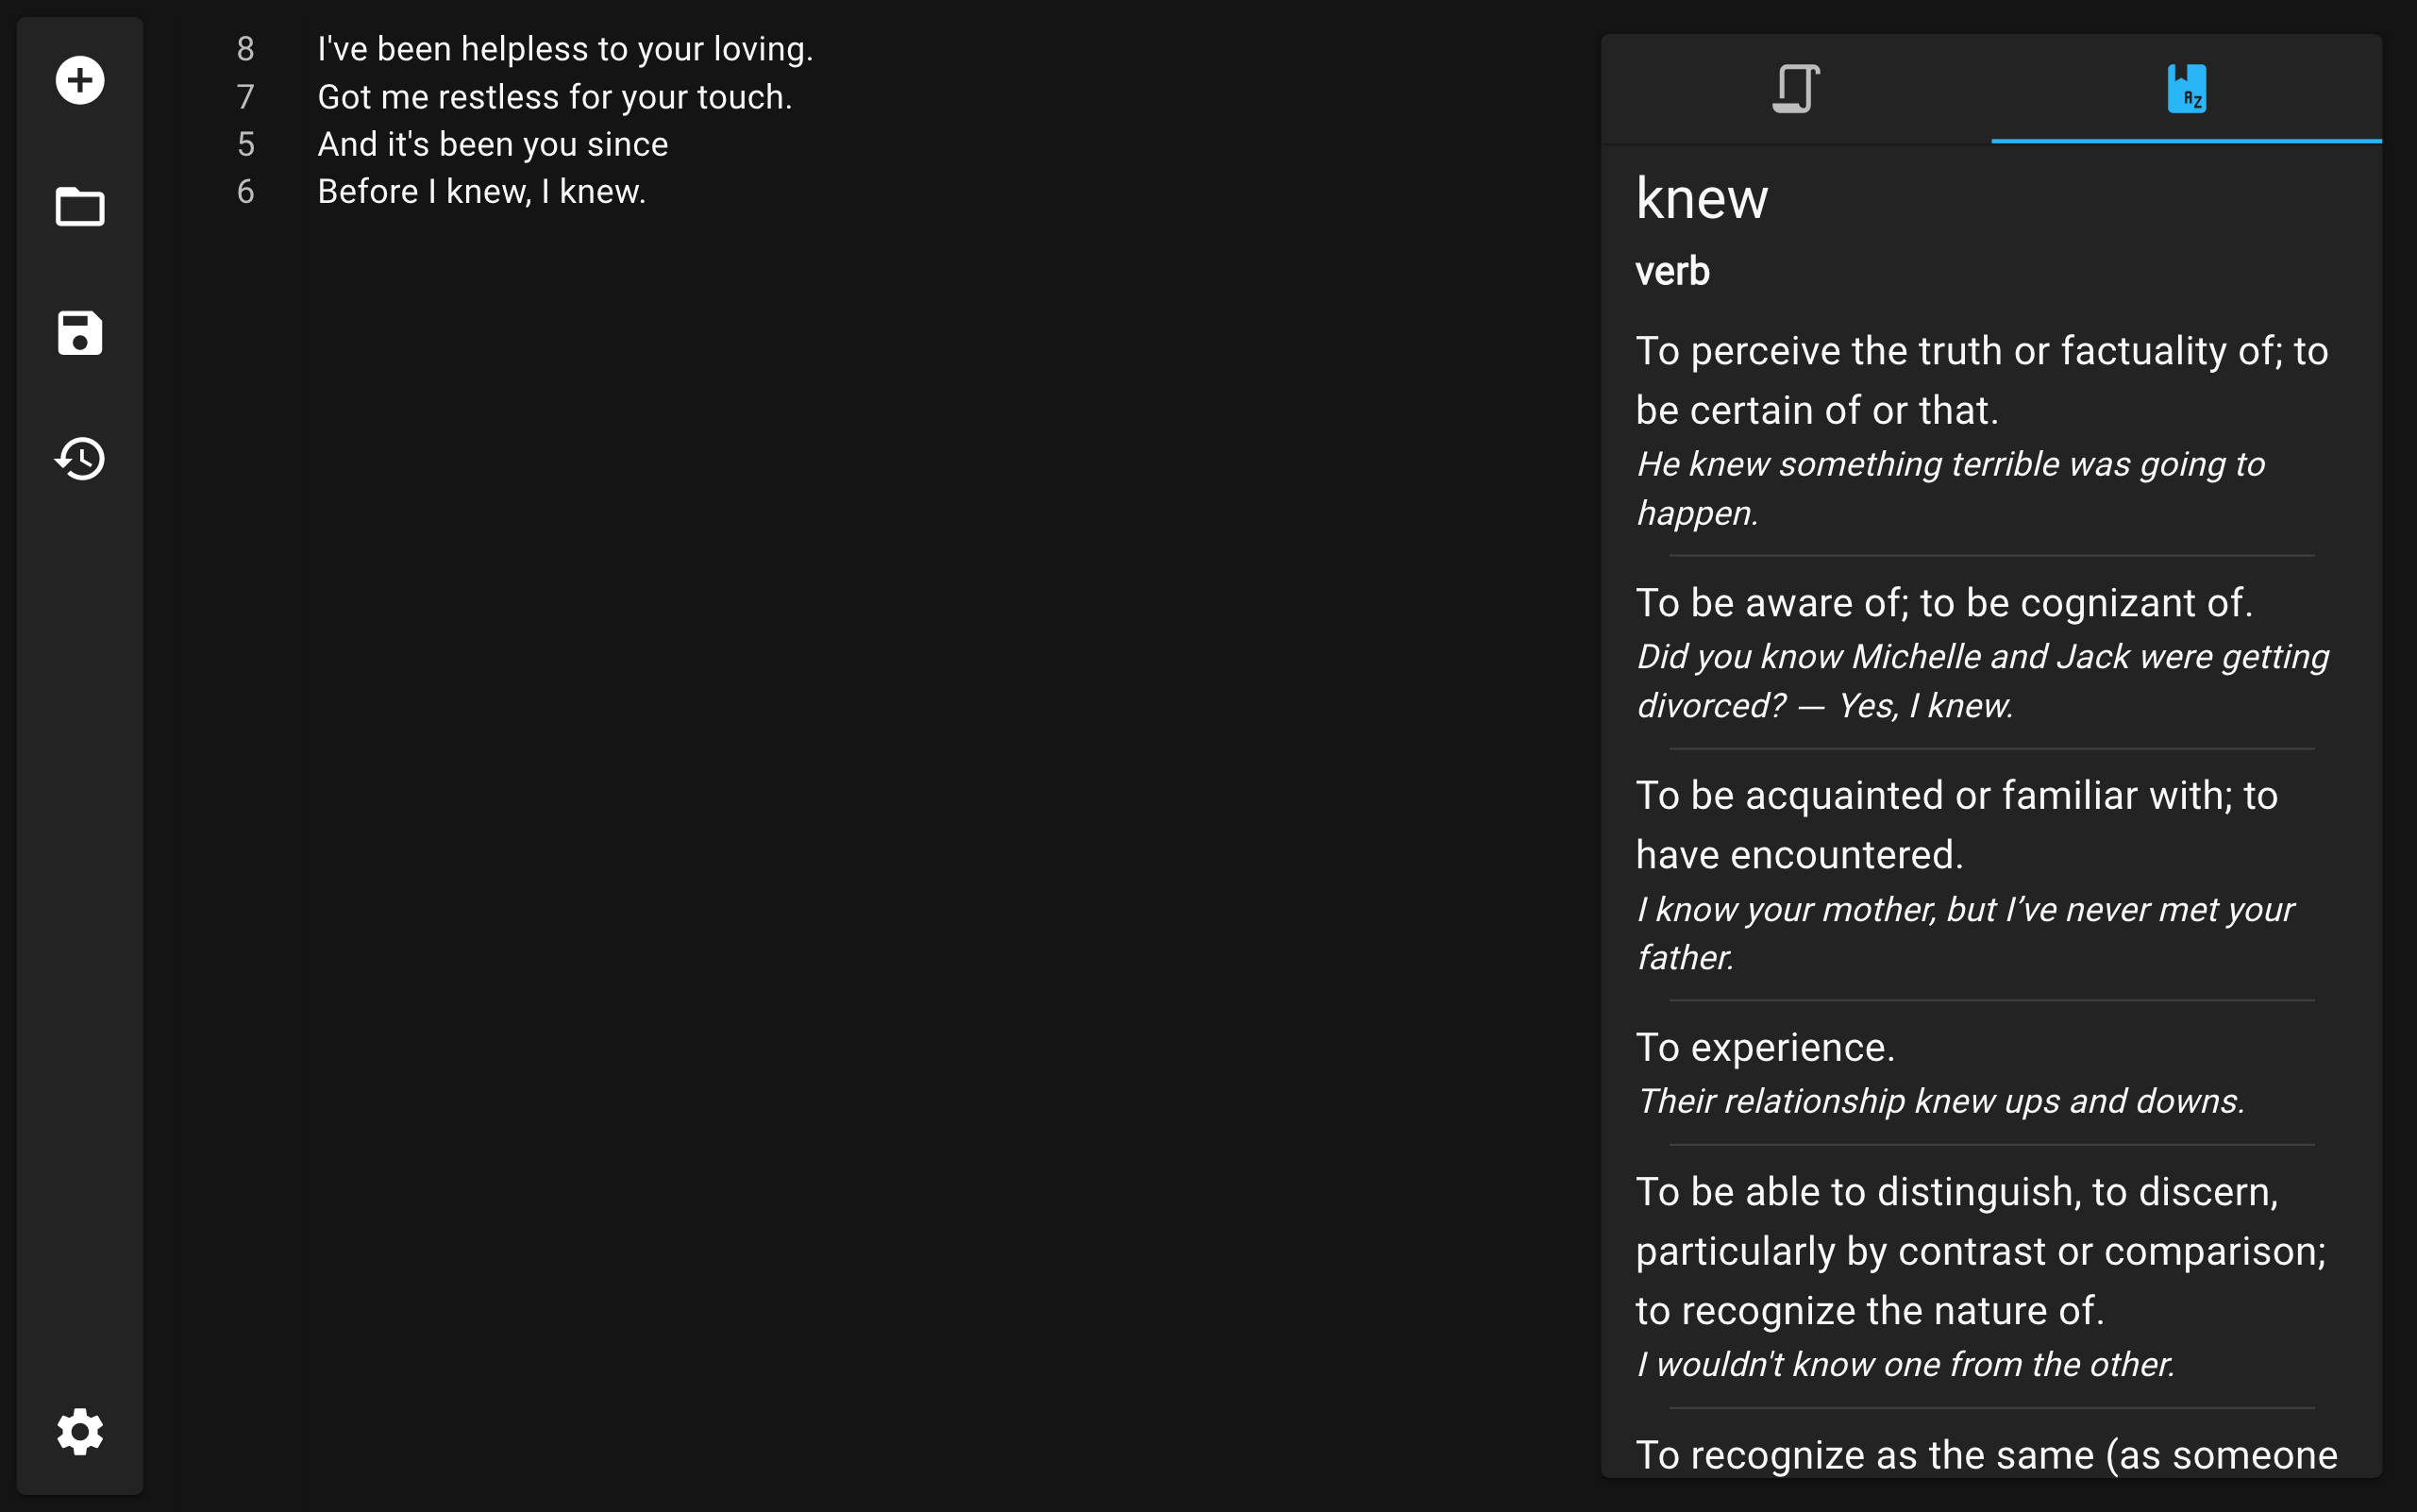 8 I've been helpless to your loving.
7 Got me restless for your touch.
5 And it's been you since
6 Before I knew, I knew.
AZ
knew
verb
To perceive the truth or factuality of; to
be certain of or that.
He knew something terrible was going to
happen.
To be aware of; to be cognizant of.
Did you know Michelle and Jack were getting
divorced? — Yes, I knew.
To be acquainted or familiar with; to
have encountered.
I know your mother, but I’ve never met your
father.
To experience.
Their relationship knew ups and downs.
To be able to distinguish, to discern,
particularly by contrast or comparison;
to recognize the nature of.
I wouldn't know one from the other.
To recognize as the same (as someone